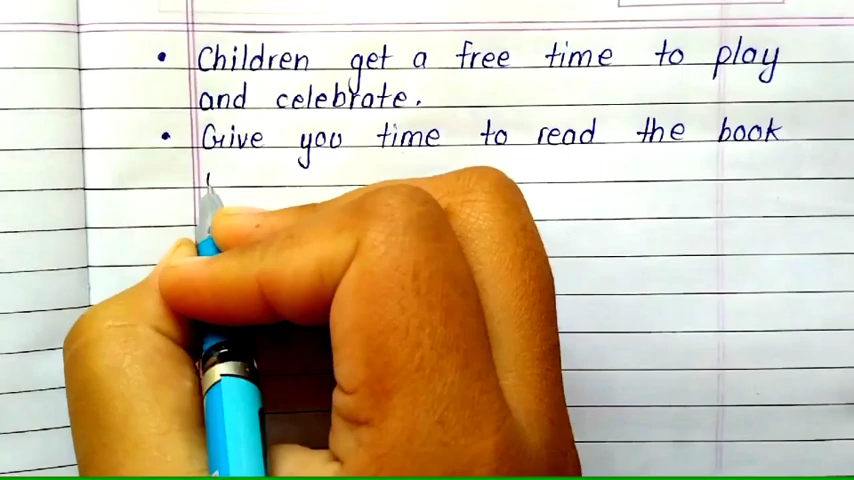 • Children get a free time to play
and celebrate.
• Give you time to read the book